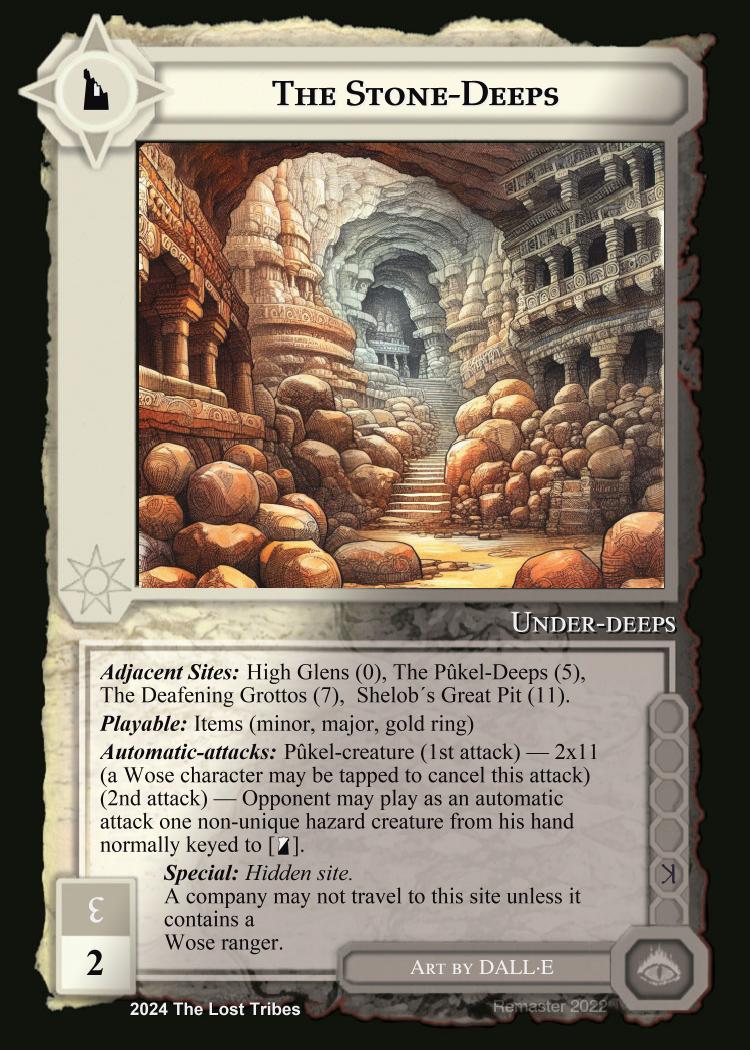 The Stone-Deeps
Under-deeps
Adjacent Sites: High Glens (0), The Pûkel-Deeps (5),
The Deafening Grottos (7),  Shelob´s Great Pit (11).
Playable: Items (minor, major, gold ring)
Automatic-attacks: Pûkel-creature (1st attack) — 2x11
(a Wose character may be tapped to cancel this attack)
(2nd attack) — Opponent may play as an automatic
attack one non-unique hazard creature from his hand
normally keyed to [ ].
Special: Hidden site.
A company may not travel to this site unless it
contains a
Wose ranger.
2
Art by DALL·E
2024 The Lost Tribes
Remaster 2022